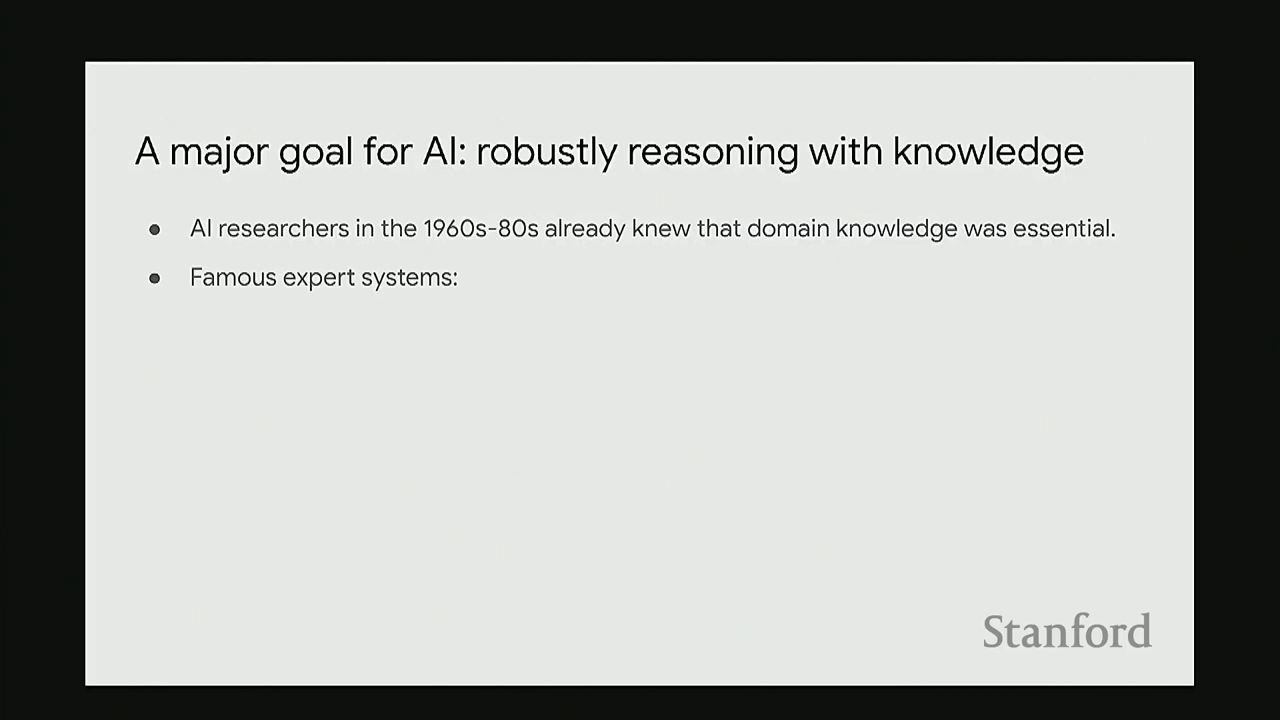 A major goal for AI: robustly reasoning with knowledge
● AI researchers in the 1960s-80s already knew that domain knowledge was essential.
● Famous expert systems:
Stanford